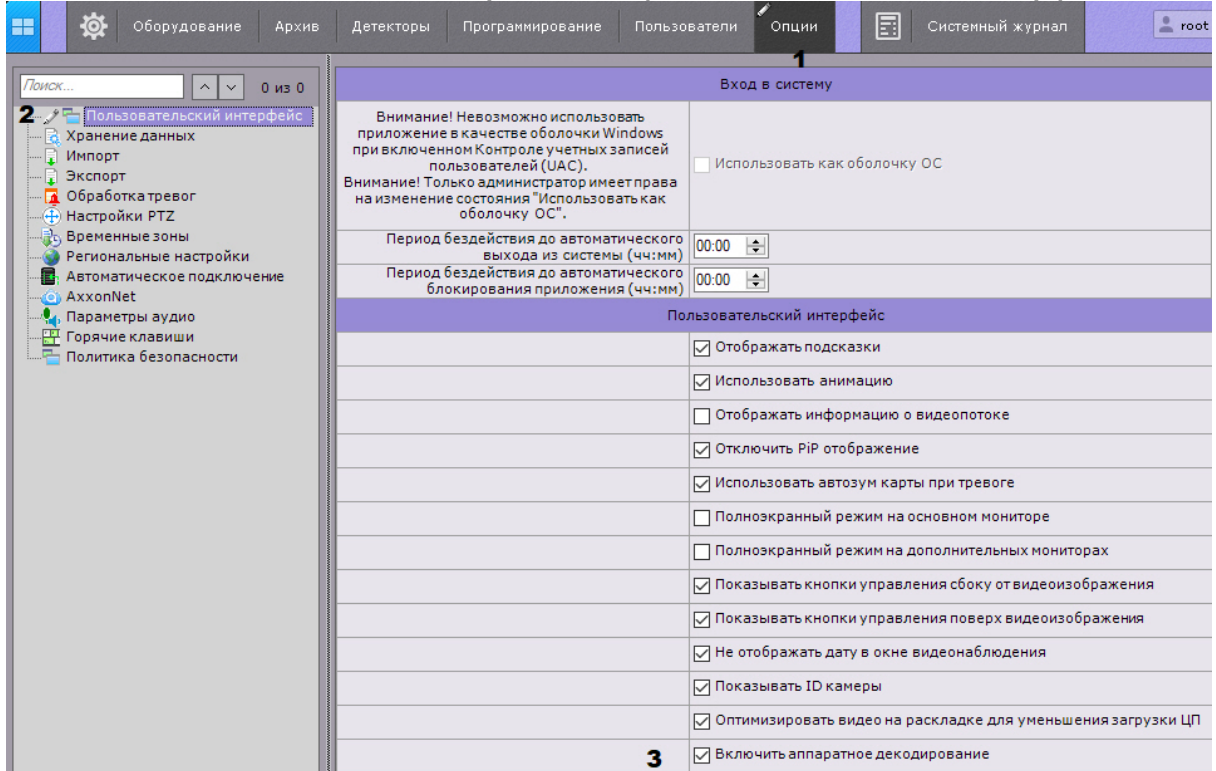 Оборудование Архив Детекторы Программирование Пользователи Опции Системный журнал root
1
Поиск... 0 из 0
2 Пользовательский интерфейс
Хранение данных
Импорт
Экспорт
Обработка тревог
Настройки PTZ
Временные зоны
Региональные настройки
Автоматическое подключение
AxxonNet
Параметры аудио
Горячие клавиши
Политика безопасности
Вход в систему
Внимание! Невозможно использовать
приложение в качестве оболочки Windows
при включенном Контроле учетных записей
пользователей (UAC).
Внимание! Только администратор имеет права
на изменение состояния "Использовать как
оболочку ОС".
Использовать как оболочку ОС
Период бездействия до автоматического
выхода из системы (чч:мм)
00:00
Период бездействия до автоматического
блокирования приложения (чч:мм)
00:00
Пользовательский интерфейс
Отображать подсказки
Использовать анимацию
Отображать информацию о видеопотоке
Отключить PiP отображение
Использовать автозум карты при тревоге
Полноэкранный режим на основном мониторе
Полноэкранный режим на дополнительных мониторах
Показывать кнопки управления сбоку от видеоизображения
Показывать кнопки управления поверх видеоизображения
Не отображать дату в окне видеонаблюдения
Показывать ID камеры
Оптимизировать видео на раскладке для уменьшения загрузки ЦП
3 Включить аппаратное декодирование